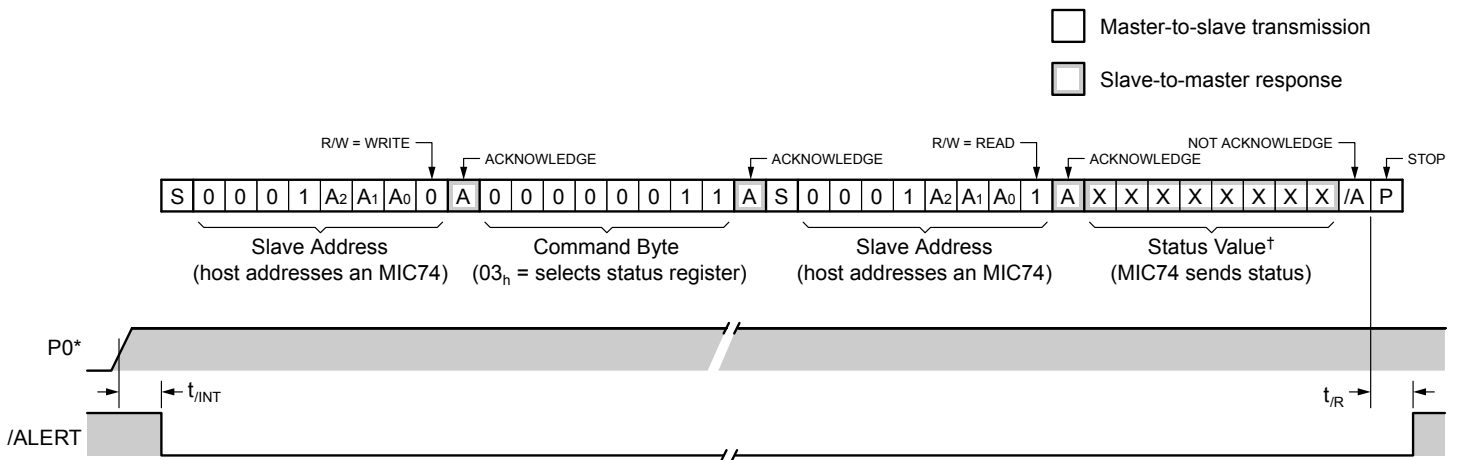 Master-to-slave transmission
Slave-to-master response
R/W = WRITE
ACKNOWLEDGE
ACKNOWLEDGE
R/W = READ
ACKNOWLEDGE
NOT ACKNOWLEDGE
STOP
S 0 0 0 1 A2 A1 A0 0 A 0 0 0 0 0 0 1 1 A S 0 0 0 1 A2 A1 A0 1 A X X X X X X X X /A P
Slave Address
(host addresses an MIC74)
Command Byte
(03h = selects status register)
Slave Address
(host addresses an MIC74)
Status Value†
(MIC74 sends status)
P0*
t/INT
t/R
/ALERT